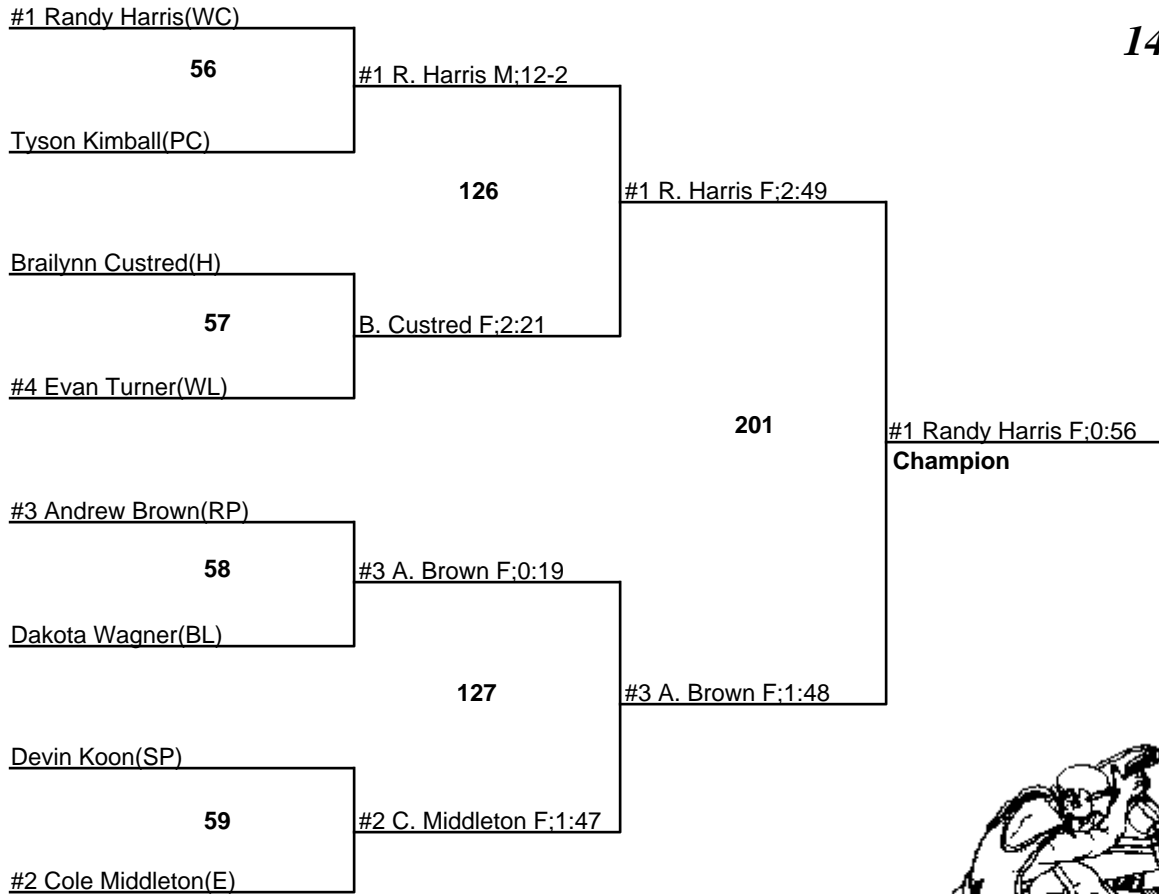 #1 Randy Harris(WC)
14
56
#1 R. Harris M;12-2
Tyson Kimball(PC)
126
#1 R. Harris F;2:49
Brailynn Custred(H)
57
B. Custred F;2:21
#4 Evan Turner(WL)
201
#1 Randy Harris F;0:56
Champion
#3 Andrew Brown(RP)
58
#3 A. Brown F;0:19
Dakota Wagner(BL)
127
#3 A. Brown F;1:48
Devin Koon(SP)
59
#2 C. Middleton F;1:47
#2 Cole Middleton(E)